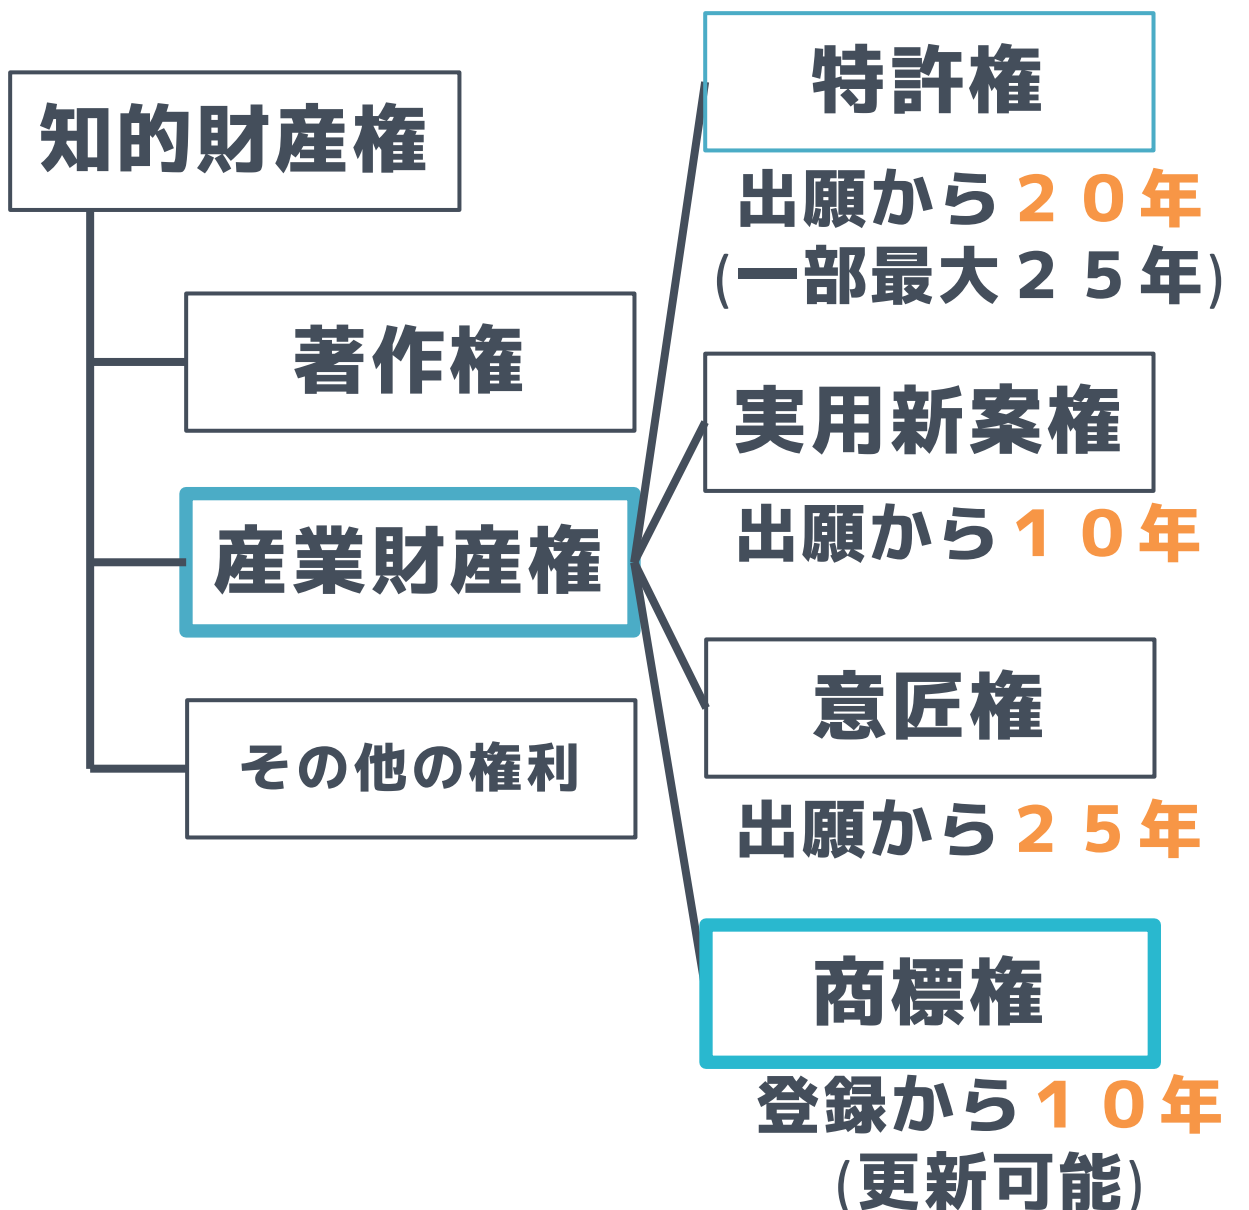 知的財産権
著作権
産業財産権
その他の権利
特許権
出願から２０年
(一部最大２５年)
実用新案権
出願から１０年
意匠権
出願から２５年
商標権
登録から１０年
(更新可能)